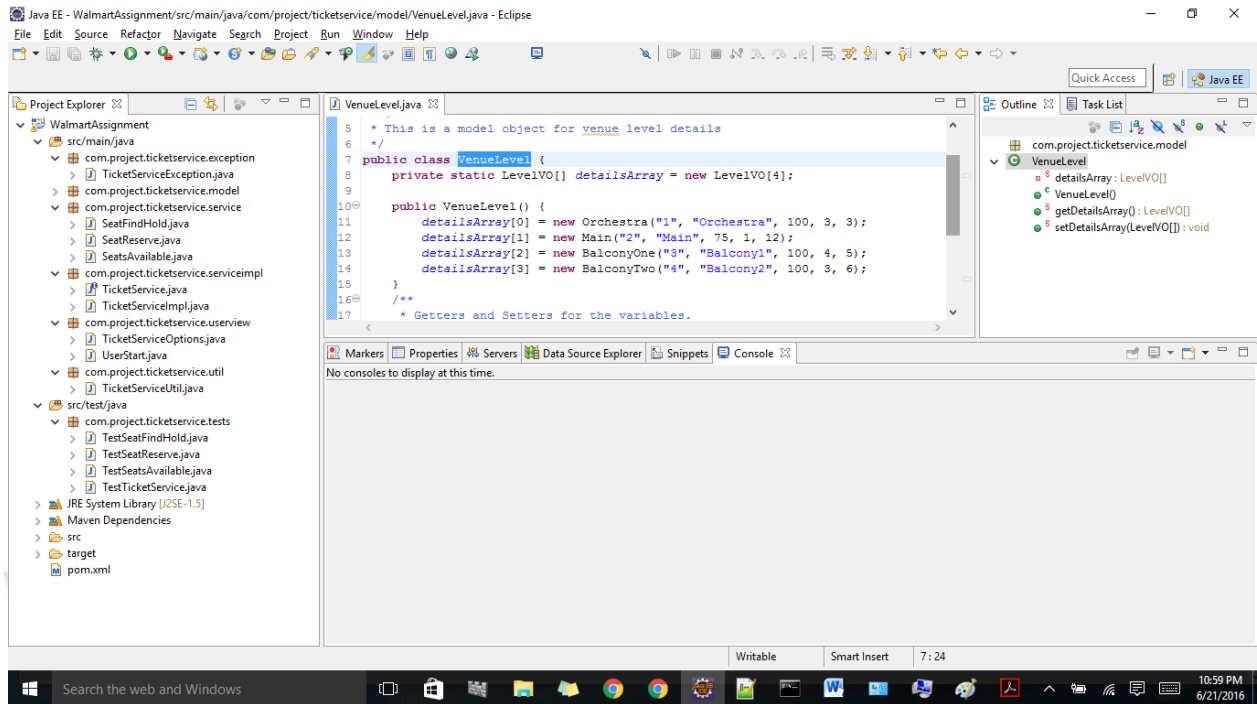 Java EE - WalmartAssignment/src/main/java/com/project/ticketservice/model/VenueLevel.java - Eclipse
File Edit Source Refactor Navigate Search Project Run Window Help
Quick Access
Java EE
Project Explorer
WalmartAssignment
src/main/java
com.project.ticketservice.exception
TicketServiceException.java
com.project.ticketservice.model
com.project.ticketservice.service
SeatFindHold.java
SeatReserve.java
SeatsAvailable.java
com.project.ticketservice.serviceimpl
TicketService.java
TicketServiceImpl.java
com.project.ticketservice.userview
TicketServiceOptions.java
UserStart.java
com.project.ticketservice.util
TicketServiceUtil.java
src/test/java
com.project.ticketservice.tests
TestSeatFindHold.java
TestSeatReserve.java
TestSeatsAvailable.java
TestTicketService.java
JRE System Library [J2SE-1.5]
Maven Dependencies
src
target
pom.xml
VenueLevel.java
5 * This is a model object for venue level details
6 */
7 public class VenueLevel {
8 private static LevelVO[] detailsArray = new LevelVO[4];
9
10 public VenueLevel() {
11 detailsArray[0] = new Orchestra("1", "Orchestra", 100, 3, 3);
12 detailsArray[1] = new Main("2", "Main", 75, 1, 12);
13 detailsArray[2] = new BalconyOne("3", "Balcony1", 100, 4, 5);
14 detailsArray[3] = new BalconyTwo("4", "Balcony2", 100, 3, 6);
15 }
16 /**
17 * Getters and Setters for the variables.
Outline Task List
com.project.ticketservice.model
VenueLevel
detailsArray : LevelVO[]
VenueLevel()
getDetailsArray() : LevelVO[]
setDetailsArray(LevelVO[]) : void
Markers Properties Servers Data Source Explorer Snippets Console
No consoles to display at this time.
Writable Smart Insert 7 : 24
Search the web and Windows
10:59 PM
6/21/2016